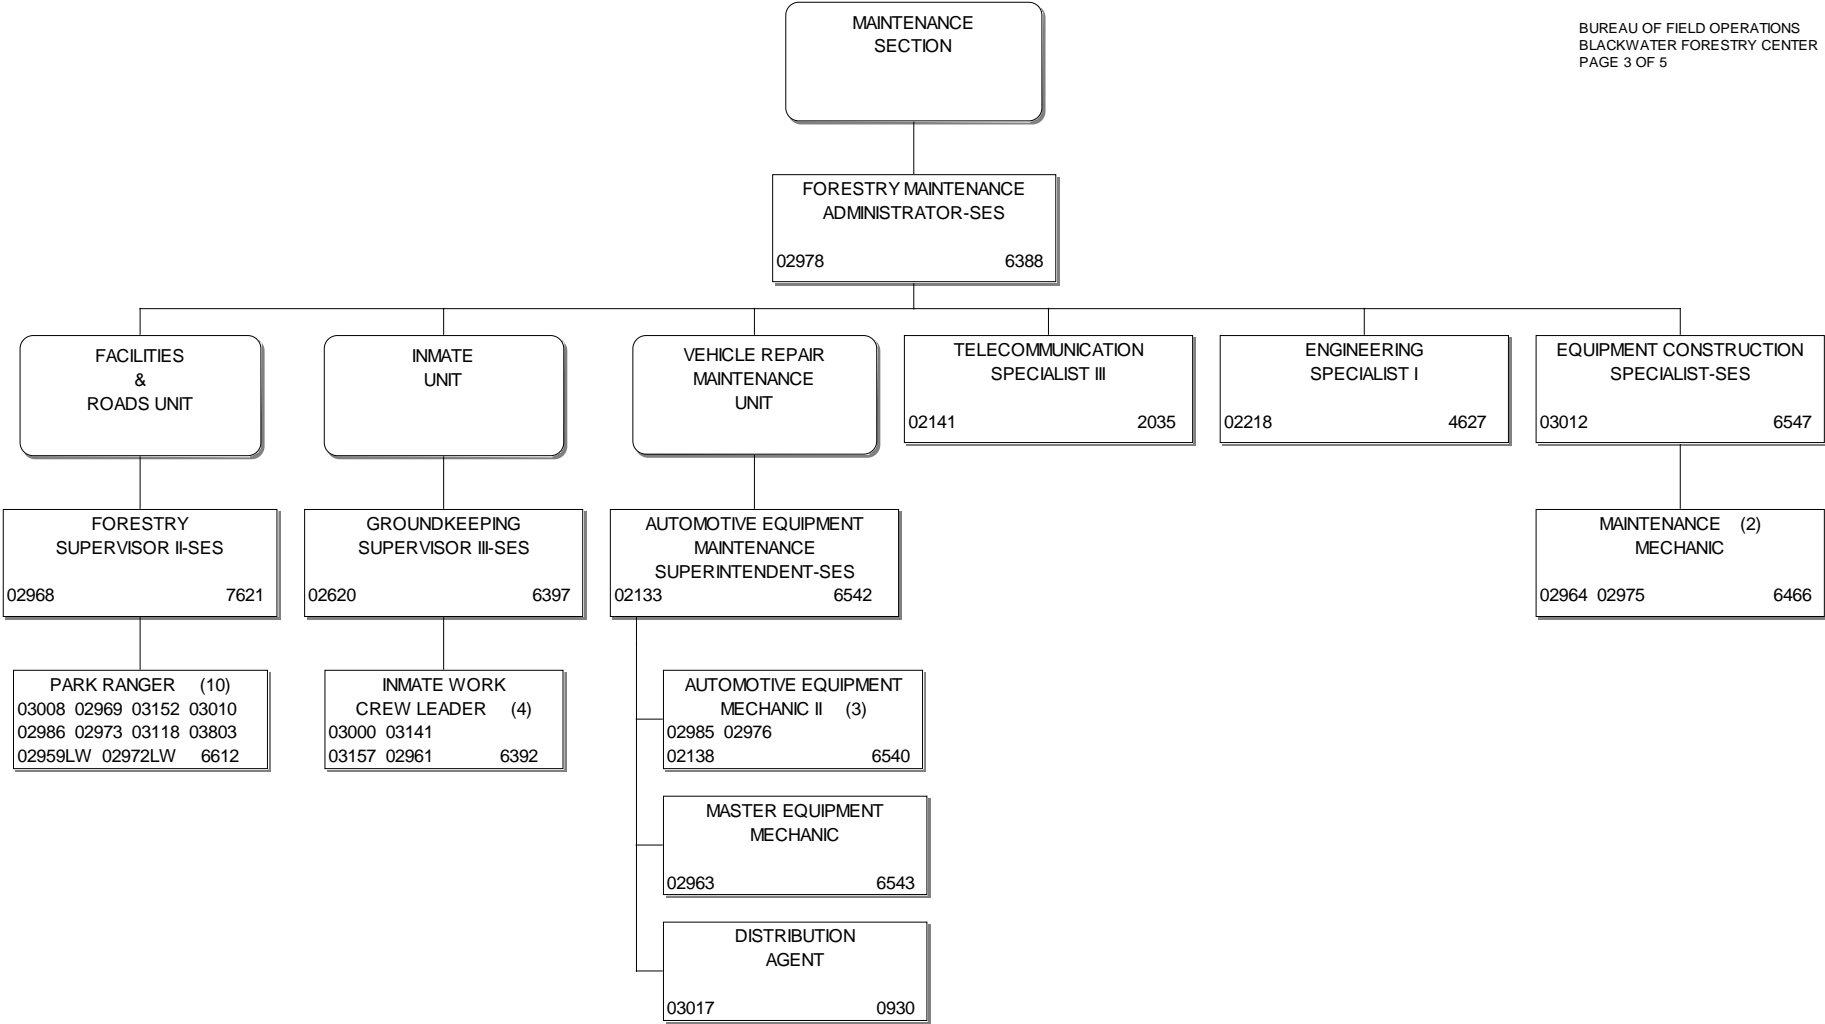 MAINTENANCE
SECTION
BUREAU OF FIELD OPERATIONS
BLACKWATER FORESTRY CENTER
PAGE 3 OF 5
FORESTRY MAINTENANCE
ADMINISTRATOR-SES
02978 6388
FACILITIES
&
ROADS UNIT
INMATE
UNIT
VEHICLE REPAIR
MAINTENANCE
UNIT
TELECOMMUNICATION
SPECIALIST III
02141 2035
ENGINEERING
SPECIALIST I
02218 4627
EQUIPMENT CONSTRUCTION
SPECIALIST-SES
03012 6547
FORESTRY
SUPERVISOR II-SES
02968 7621
GROUNDKEEPING
SUPERVISOR III-SES
02620 6397
AUTOMOTIVE EQUIPMENT
MAINTENANCE
SUPERINTENDENT-SES
02133 6542
MAINTENANCE (2)
MECHANIC
02964 02975 6466
PARK RANGER (10)
03008 02969 03152 03010
02986 02973 03118 03803
02959LW 02972LW 6612
INMATE WORK
CREW LEADER (4)
03000 03141
03157 02961 6392
AUTOMOTIVE EQUIPMENT
MECHANIC II (3)
02985 02976
02138 6540
MASTER EQUIPMENT
MECHANIC
02963 6543
DISTRIBUTION
AGENT
03017 0930